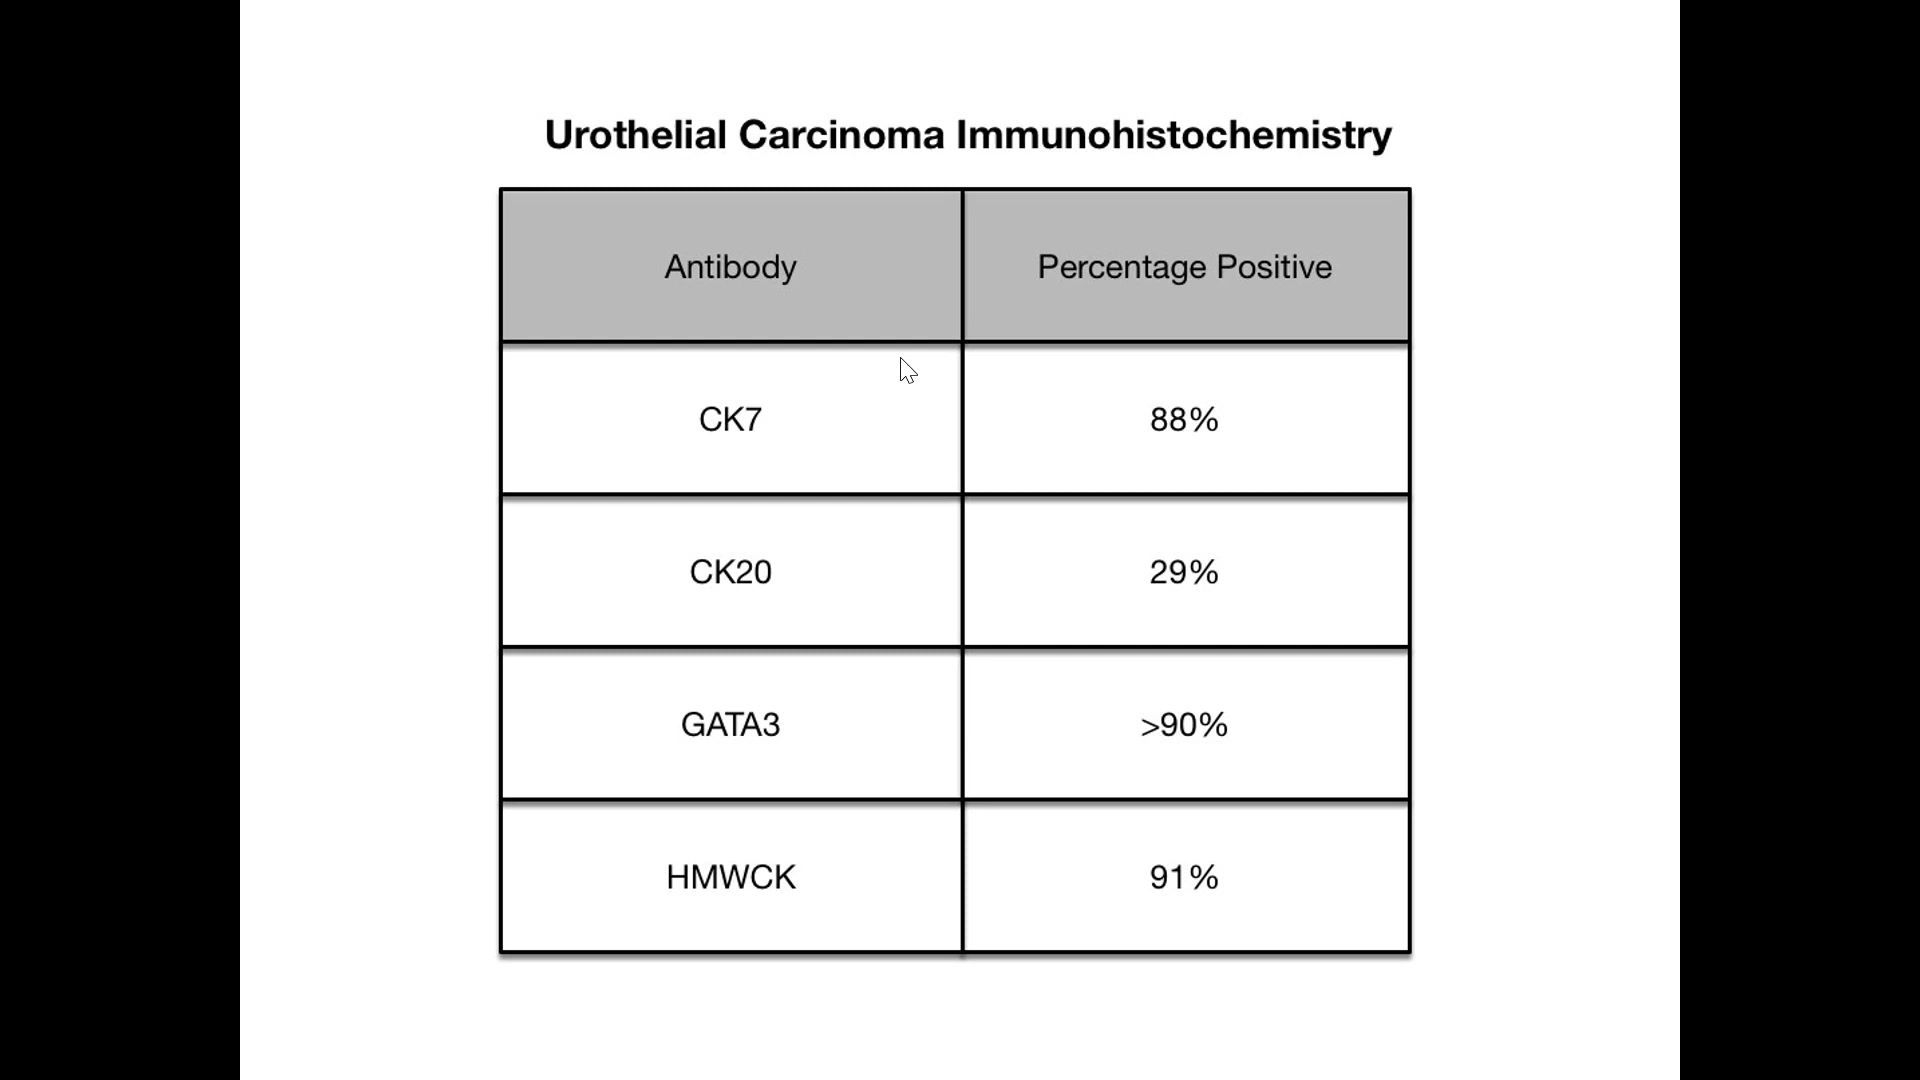 Urothelial Carcinoma Immunohistochemistry
Antibody Percentage Positive
CK7 88%
CK20 29%
GATA3 >90%
HMWCK 91%